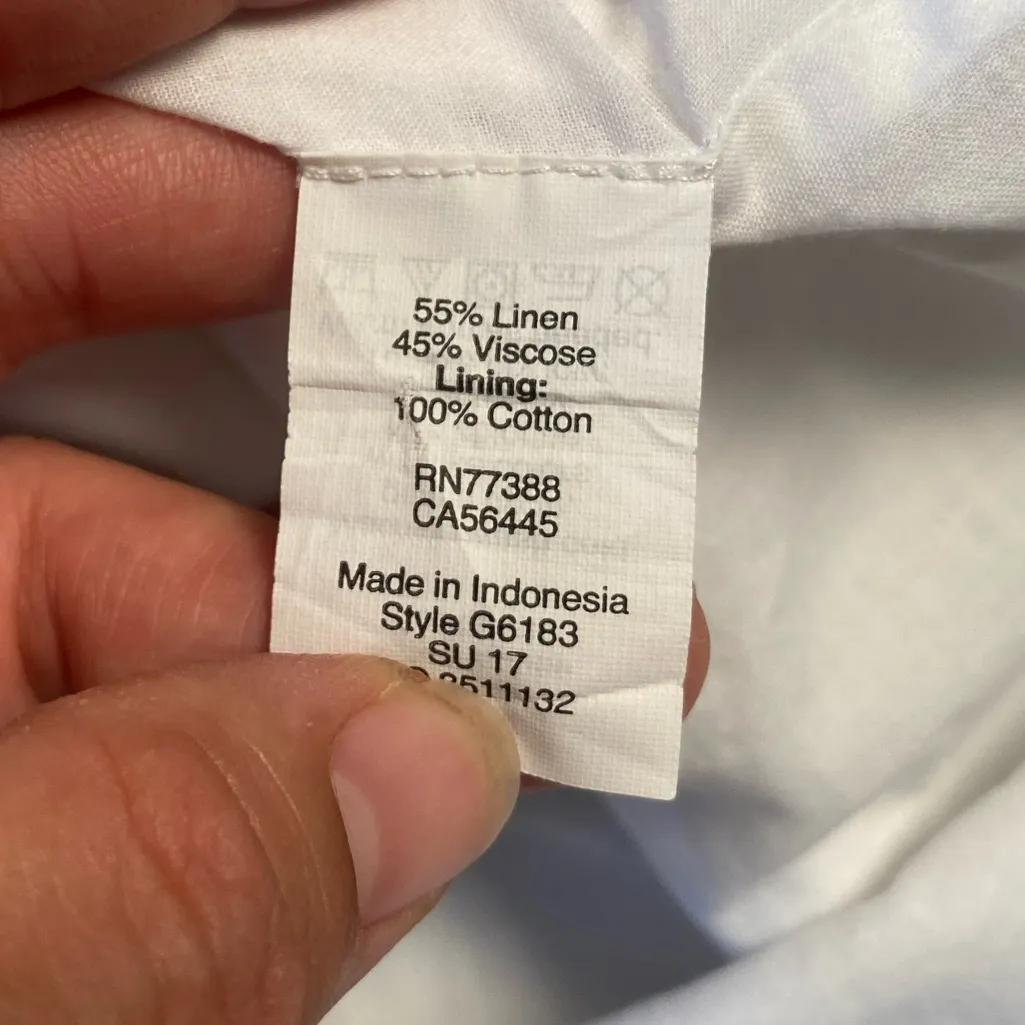 55% Linen
45% Viscose
Lining:
100% Cotton
RN77388
CA56445
Made in Indonesia
Style G6183
SU 17